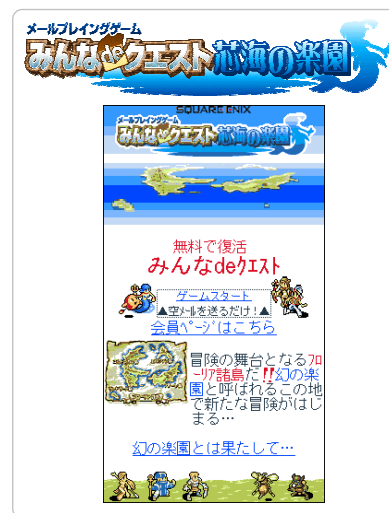 メールプレイングゲーム
みんなdeクエスト 芯海の楽園
SQUARE ENIX
メールプレイングゲーム
みんなdeクエスト 芯海の楽園
無料で復活
みんなdeｸｴｽﾄ
ゲームスタート
▲空ﾒｰﾙを送るだけ!▲
会員ﾍﾟｰｼﾞはこちら
冒険の舞台となるﾌﾛ
ｰﾘｱ諸島だ!!幻の楽
園と呼ばれるこの地
で新たな冒険がはじ
まる…
幻の楽園とは果たして…